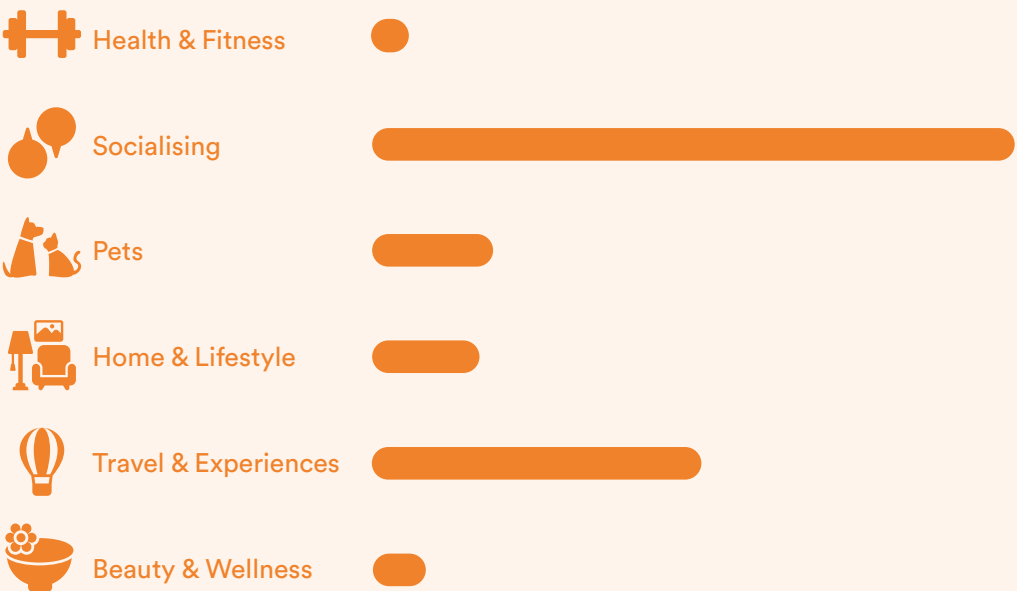 Health & Fitness
Socialising
Pets
Home & Lifestyle
Travel & Experiences
Beauty & Wellness